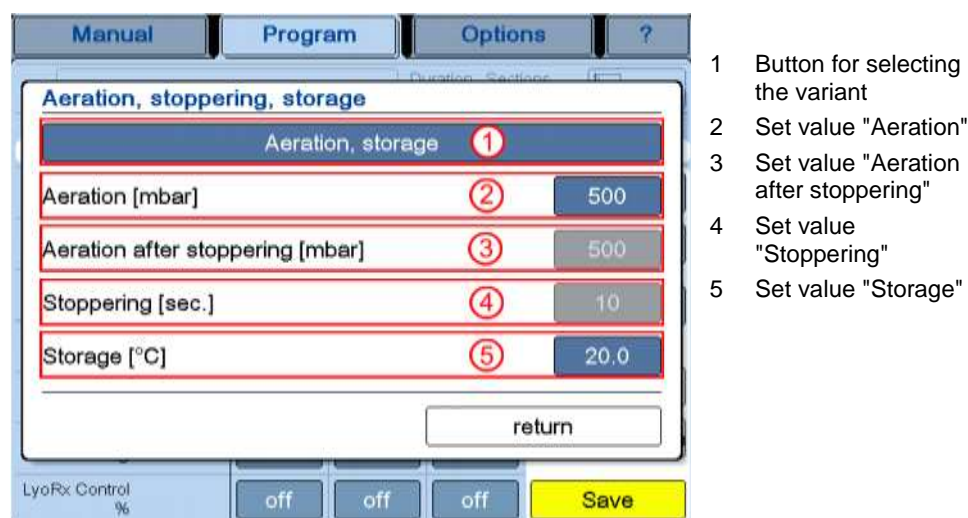 Manual Program Options ?
Duration Sections
Aeration, stoppering, storage
Aeration, storage 1
Aeration [mbar] 2 500
Aeration after stoppering [mbar] 3 500
Stoppering [sec.] 4 10
Storage [°C] 5 20.0
return
LyoRx Control
% off off off Save
1 Button for selecting
the variant
2 Set value "Aeration"
3 Set value "Aeration
after stoppering"
4 Set value
"Stoppering"
5 Set value "Storage"